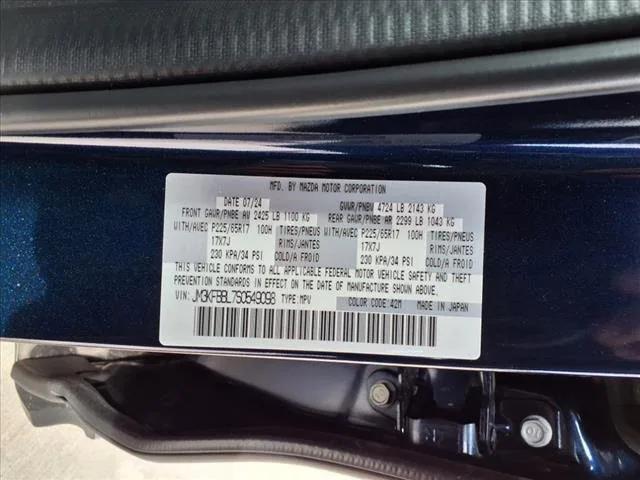 MFD. BY MAZDA MOTOR CORPORATION
DATE 07/24 GVWR/PNBV 4724 LB 2143 KG
FRONT GAWR/PNBE AV 2425 LB 1100 KG REAR GAWR/PNBE AR 2299 LB 1043 KG
WITH/AVEC P225/65R17 100H TIRES/PNEUS WITH/AVEC P225/65R17 100H TIRES/PNEUS
17X7J RIMS/JANTES 17X7J RIMS/JANTES
230 KPA/34 PSI COLD/A FROID 230 KPA/34 PSI COLD/A FROID
THIS VEHICLE CONFORMS TO ALL APPLICABLE FEDERAL MOTOR VEHICLE SAFETY AND THEFT
PREVENTION STANDARDS IN EFFECT ON THE DATE OF MANUFACTURE SHOWN ABOVE.
VIN: JM3KFBBL7S0549098 TYPE: MPV COLOR CODE: 42M MADE IN JAPAN